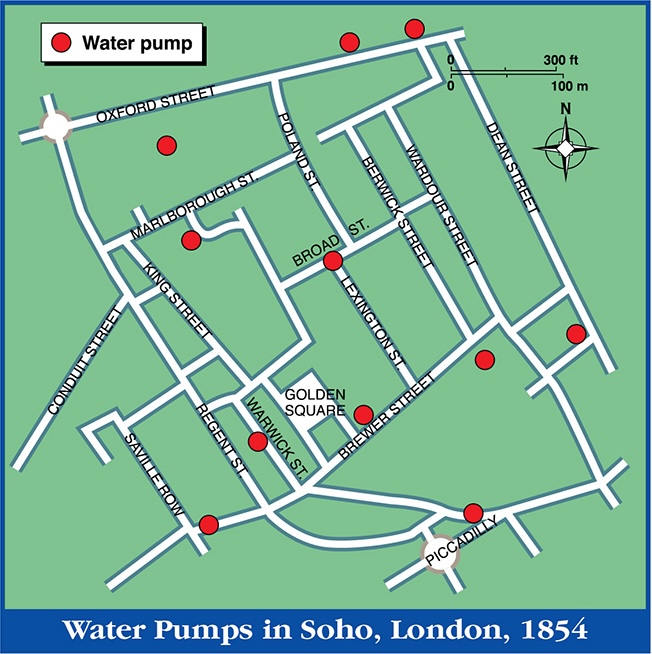 Water pump
0 300 ft
0 100 m
N
OXFORD STREET
POLAND ST.
DEAN STREET
BERWICK STREET
WARDOUR STREET
MARLBOROUGH ST.
BROAD ST.
KING STREET
LEXINGTON ST.
CONDUIT STREET
GOLDEN
SQUARE
WARWICK ST.
BREWER STREET
REGENT ST.
SAVILLE ROW
PICCADILLY
Water Pumps in Soho, London, 1854